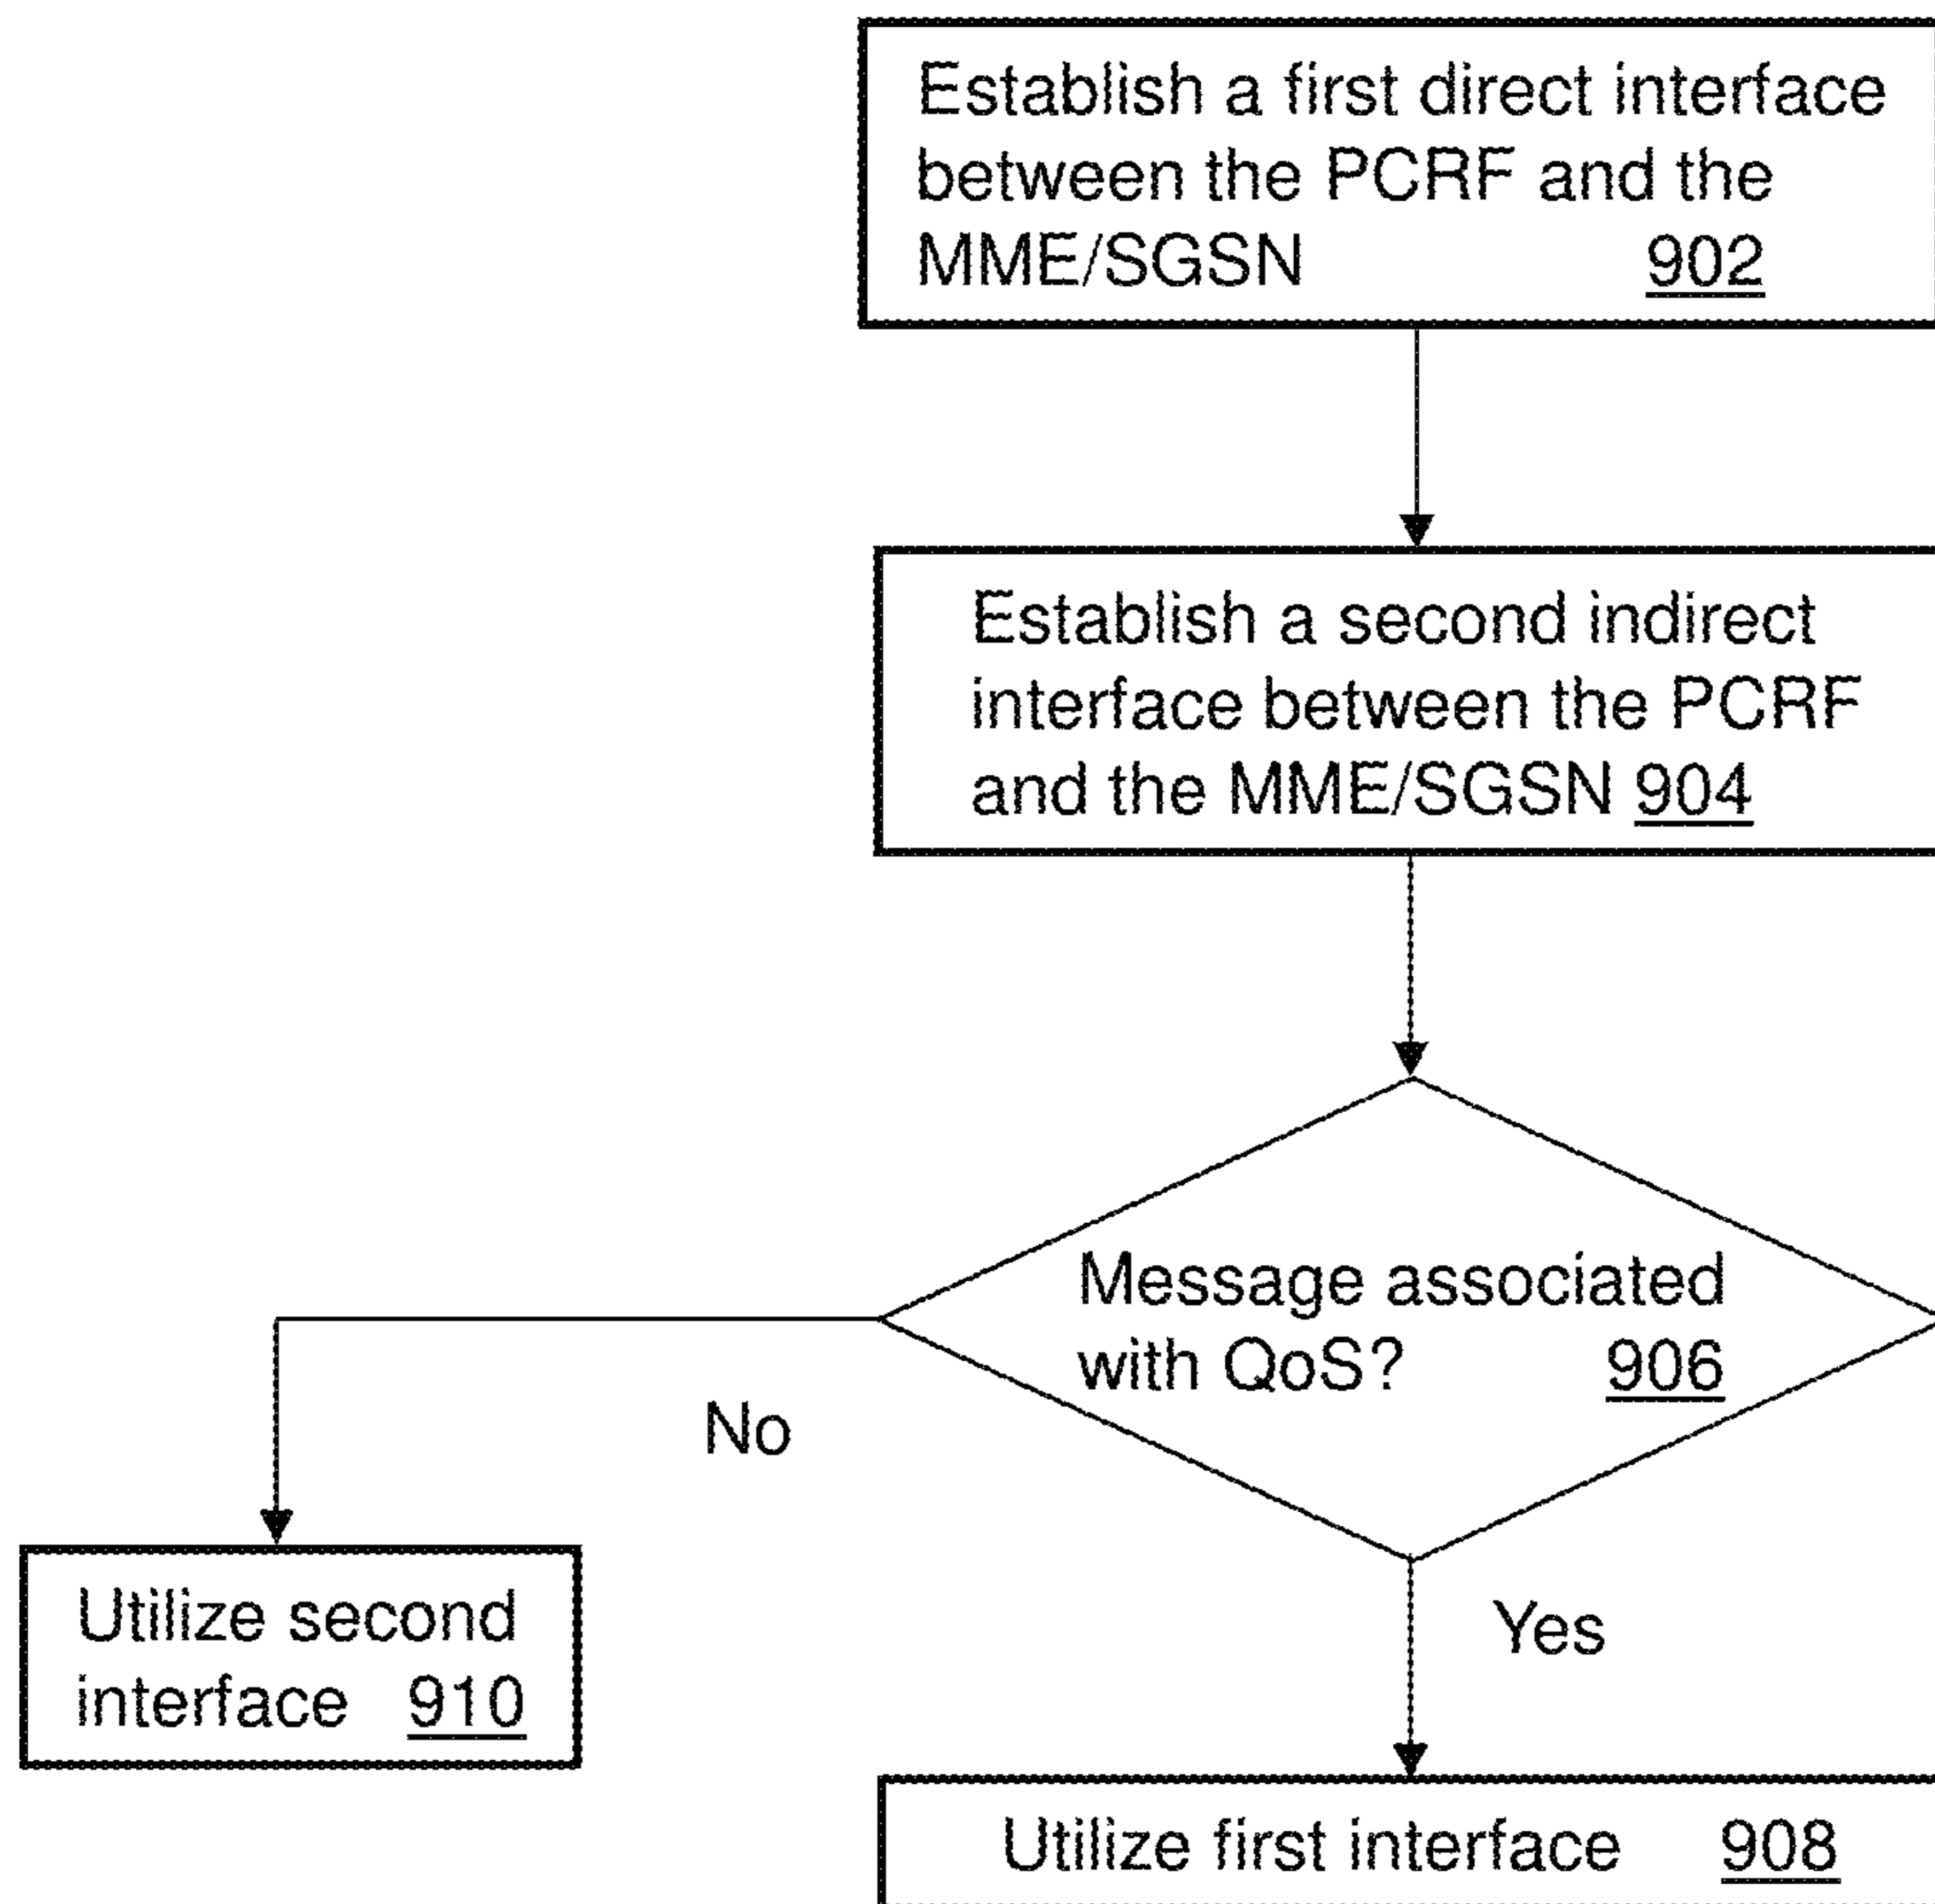 Establish a first direct interface
between the PCRF and the
MME/SGSN 902
Establish a second indirect
interface between the PCRF
and the MME/SGSN 904
Message associated
with QoS? 906
No
Yes
Utilize second
interface 910
Utilize first interface 908